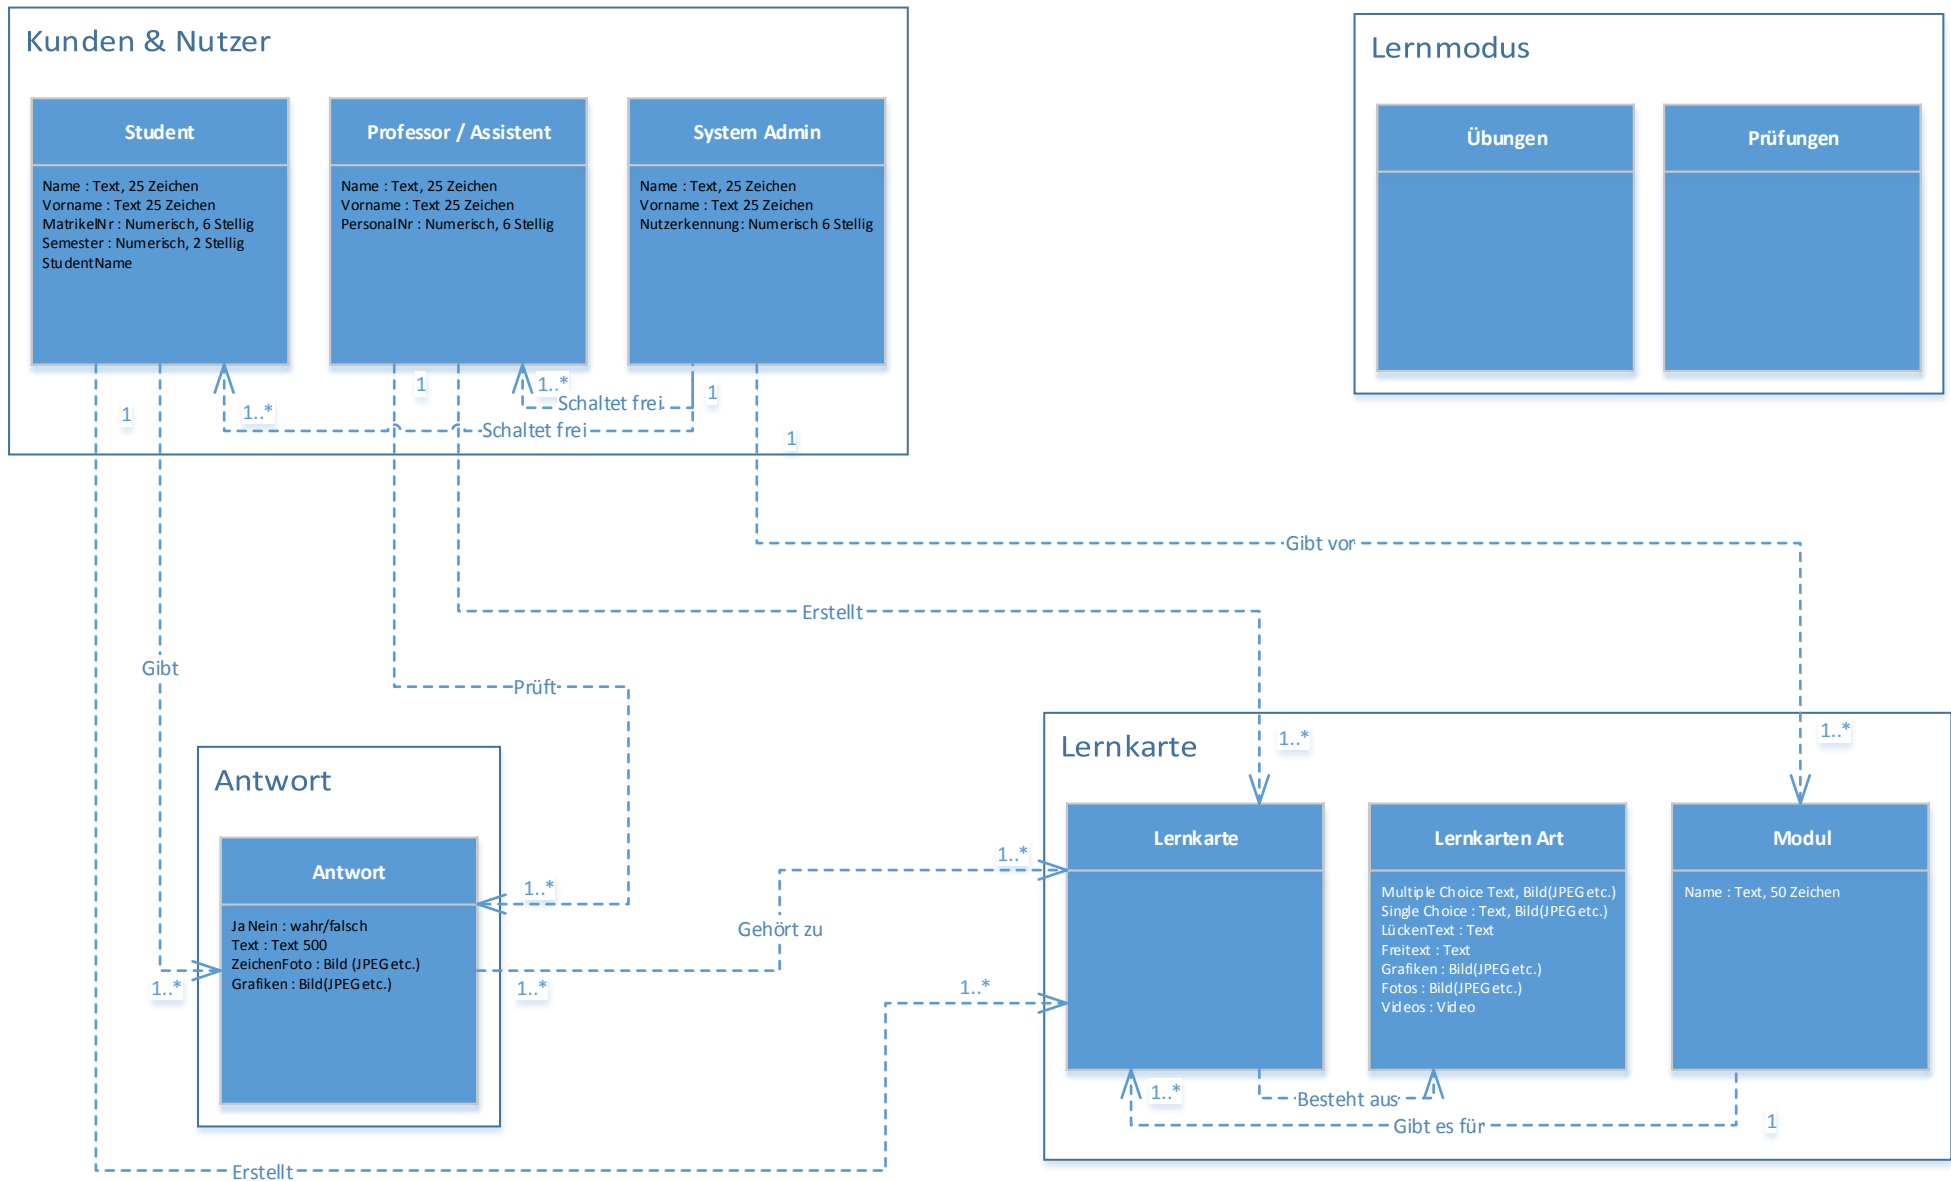 Kunden & Nutzer
Student
Name : Text, 25 Zeichen
Vorname : Text 25 Zeichen
MatrikelNr : Numerisch, 6 Stellig
Semester : Numerisch, 2 Stellig
StudentName
Professor / Assistent
Name : Text, 25 Zeichen
Vorname : Text 25 Zeichen
PersonalNr : Numerisch, 6 Stellig
System Admin
Name : Text, 25 Zeichen
Vorname : Text 25 Zeichen
Nutzerkennung: Numerisch 6 Stellig
Lernmodus
Übungen
Prüfungen
1
1..*
1
1..*
1
Schaltet frei
Schaltet frei
1
Gibt vor
Erstellt
Gibt
Prüft
1..*
1..*
Antwort
Antwort
Ja Nein : wahr/falsch
Text : Text 500
ZeichenFoto : Bild (JPEG etc.)
Grafiken : Bild(JPEG etc.)
1..*
1..*
1..*
Gehört zu
1..*
1..*
Lernkarte
Lernkarte
Lernkarten Art
Multiple Choice Text, Bild(JPEG etc.)
Single Choice : Text, Bild(JPEG etc.)
LückenText : Text
Freitext : Text
Grafiken : Bild(JPEG etc.)
Fotos : Bild(JPEG etc.)
Videos : Video
Modul
Name : Text, 50 Zeichen
1..*
Besteht aus
Gibt es für
1
Erstellt